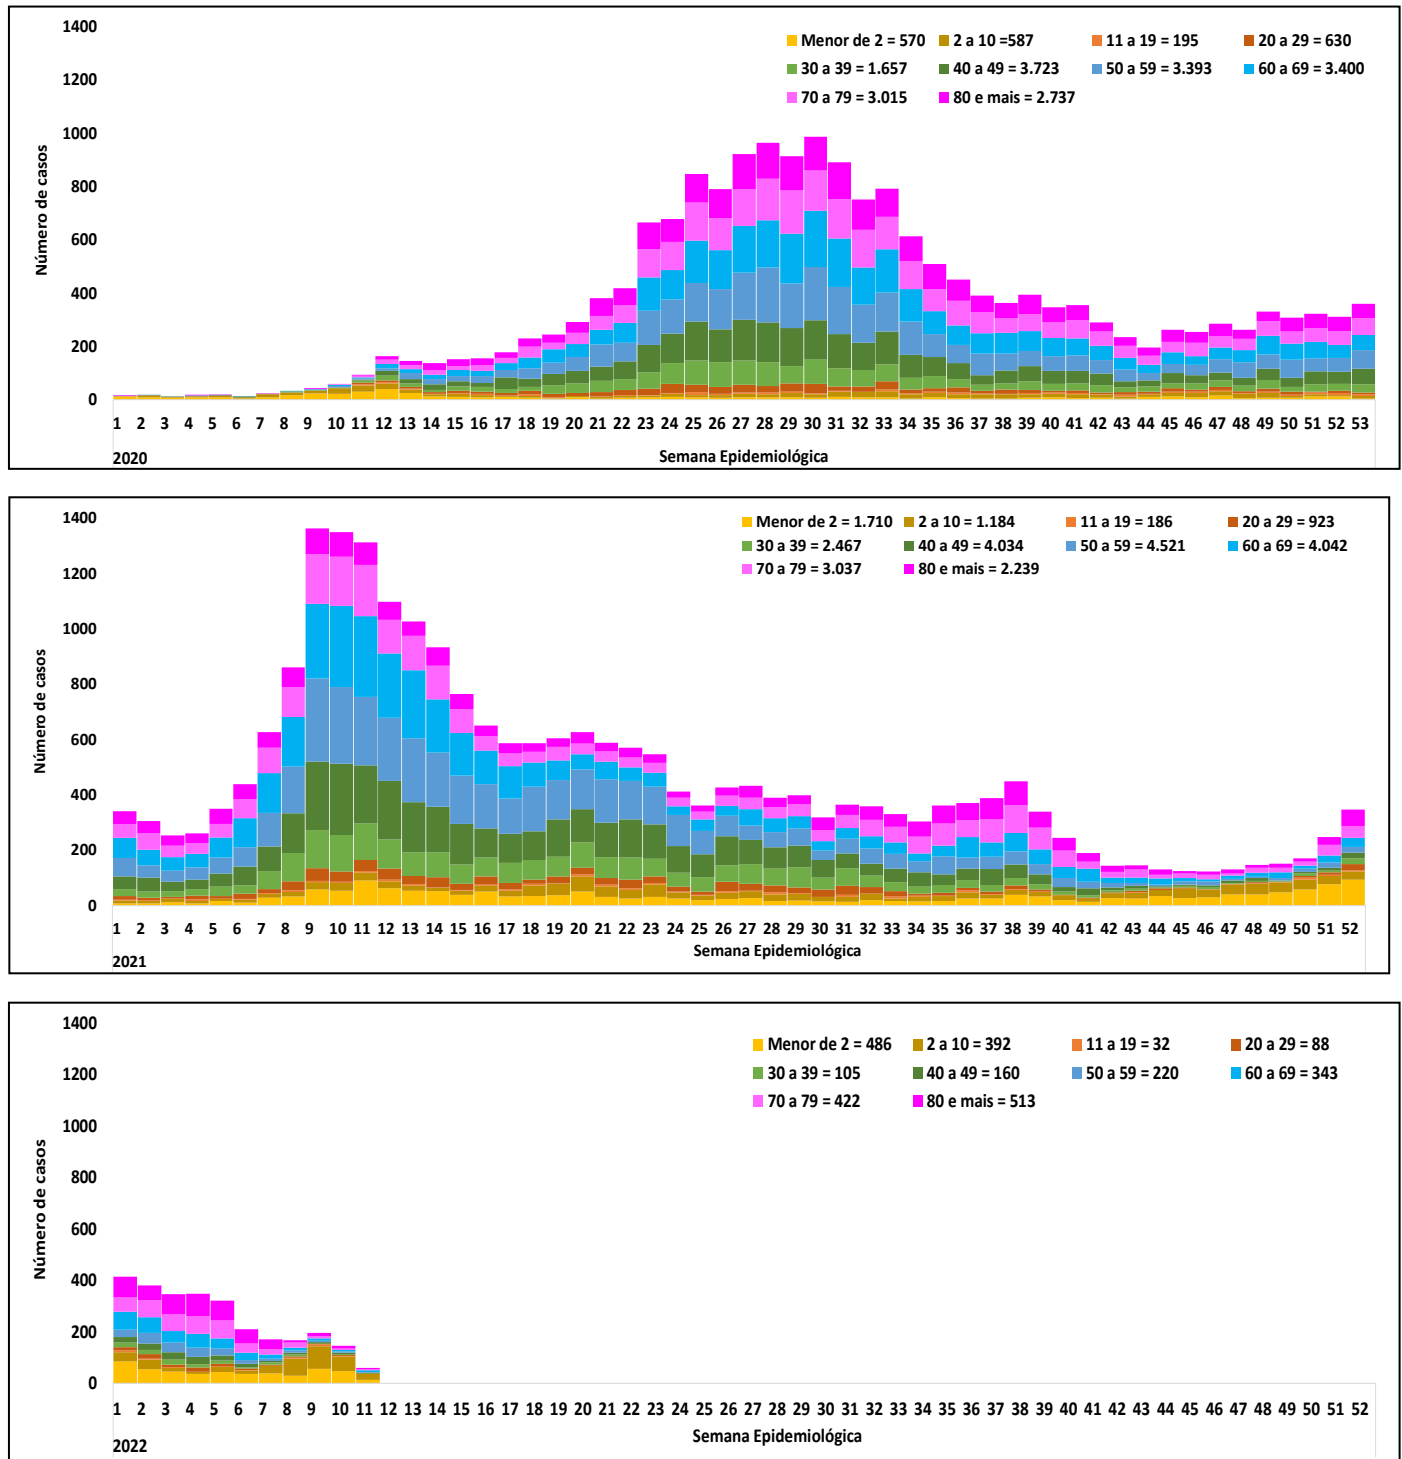 1400
1200
1000
800
600
400
200
0
Número de casos
Menor de 2 = 570 2 a 10 =587 11 a 19 = 195 20 a 29 = 630
30 a 39 = 1.657 40 a 49 = 3.723 50 a 59 = 3.393 60 a 69 = 3.400
70 a 79 = 3.015 80 e mais = 2.737
1 2 3 4 5 6 7 8 9 10 11 12 13 14 15 16 17 18 19 20 21 22 23 24 25 26 27 28 29 30 31 32 33 34 35 36 37 38 39 40 41 42 43 44 45 46 47 48 49 50 51 52 53
2020
Semana Epidemiológica
1400
1200
1000
800
600
400
200
0
Número de casos
Menor de 2 = 1.710 2 a 10 = 1.184 11 a 19 = 186 20 a 29 = 923
30 a 39 = 2.467 40 a 49 = 4.034 50 a 59 = 4.521 60 a 69 = 4.042
70 a 79 = 3.037 80 e mais = 2.239
1 2 3 4 5 6 7 8 9 10 11 12 13 14 15 16 17 18 19 20 21 22 23 24 25 26 27 28 29 30 31 32 33 34 35 36 37 38 39 40 41 42 43 44 45 46 47 48 49 50 51 52
2021
Semana Epidemiológica
1400
1200
1000
800
600
400
200
0
Número de casos
Menor de 2 = 486 2 a 10 = 392 11 a 19 = 32 20 a 29 = 88
30 a 39 = 105 40 a 49 = 160 50 a 59 = 220 60 a 69 = 343
70 a 79 = 422 80 e mais = 513
1 2 3 4 5 6 7 8 9 10 11 12 13 14 15 16 17 18 19 20 21 22 23 24 25 26 27 28 29 30 31 32 33 34 35 36 37 38 39 40 41 42 43 44 45 46 47 48 49 50 51 52
2022
Semana Epidemiológica